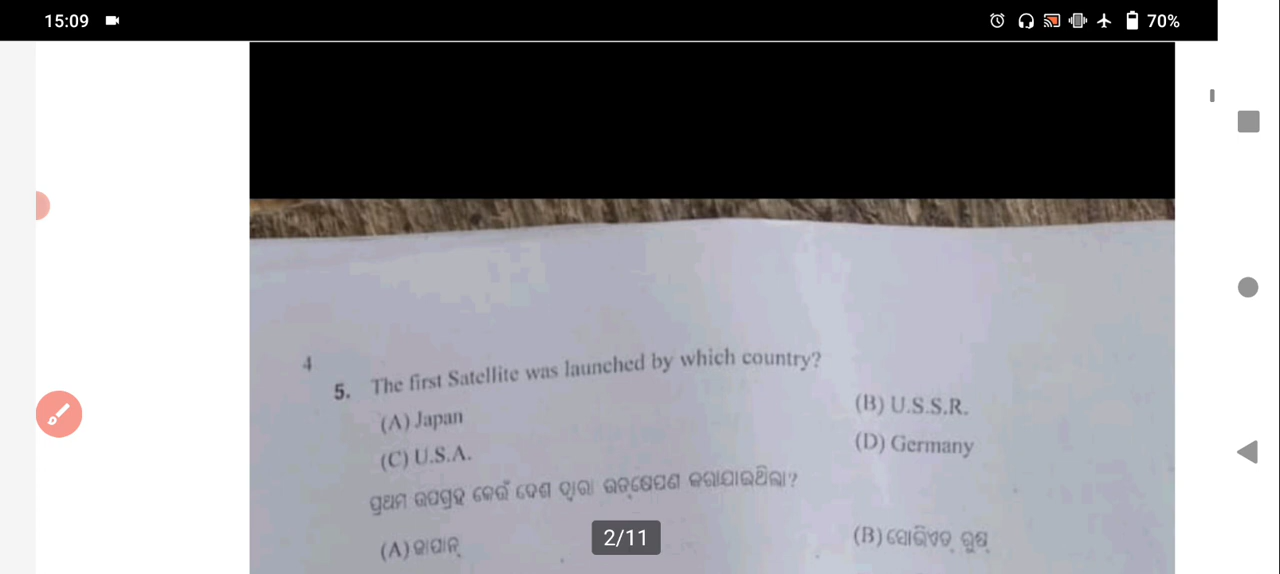 15:09
70%
4
5. The first Satellite was launched by which country?
(A) Japan
(B) U.S.S.R.
(C) U.S.A.
(D) Germany
ପ୍ରଥମ ଉପଗ୍ରହ କେଉଁ ଦେଶ ଦ୍ୱାରା ଉତ୍‌କ୍ଷେପଣ କରାଯାଇଥିଲା?
(A) ଜାପାନ୍
(B) ସୋଭିଏତ୍ ରୁଷ୍
2/11